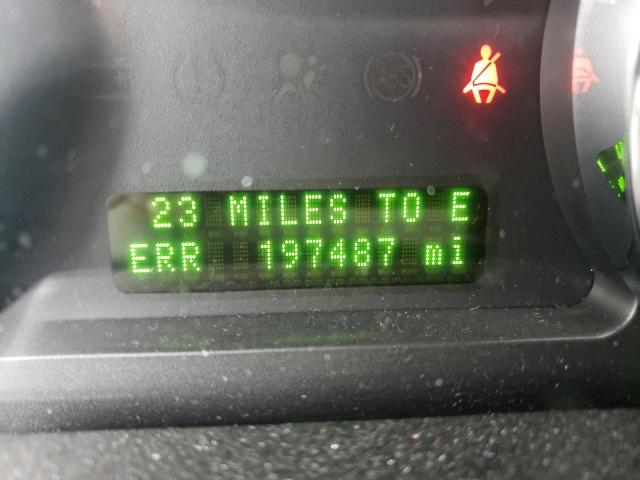 23 MILES TO E
ERR 197487 mi